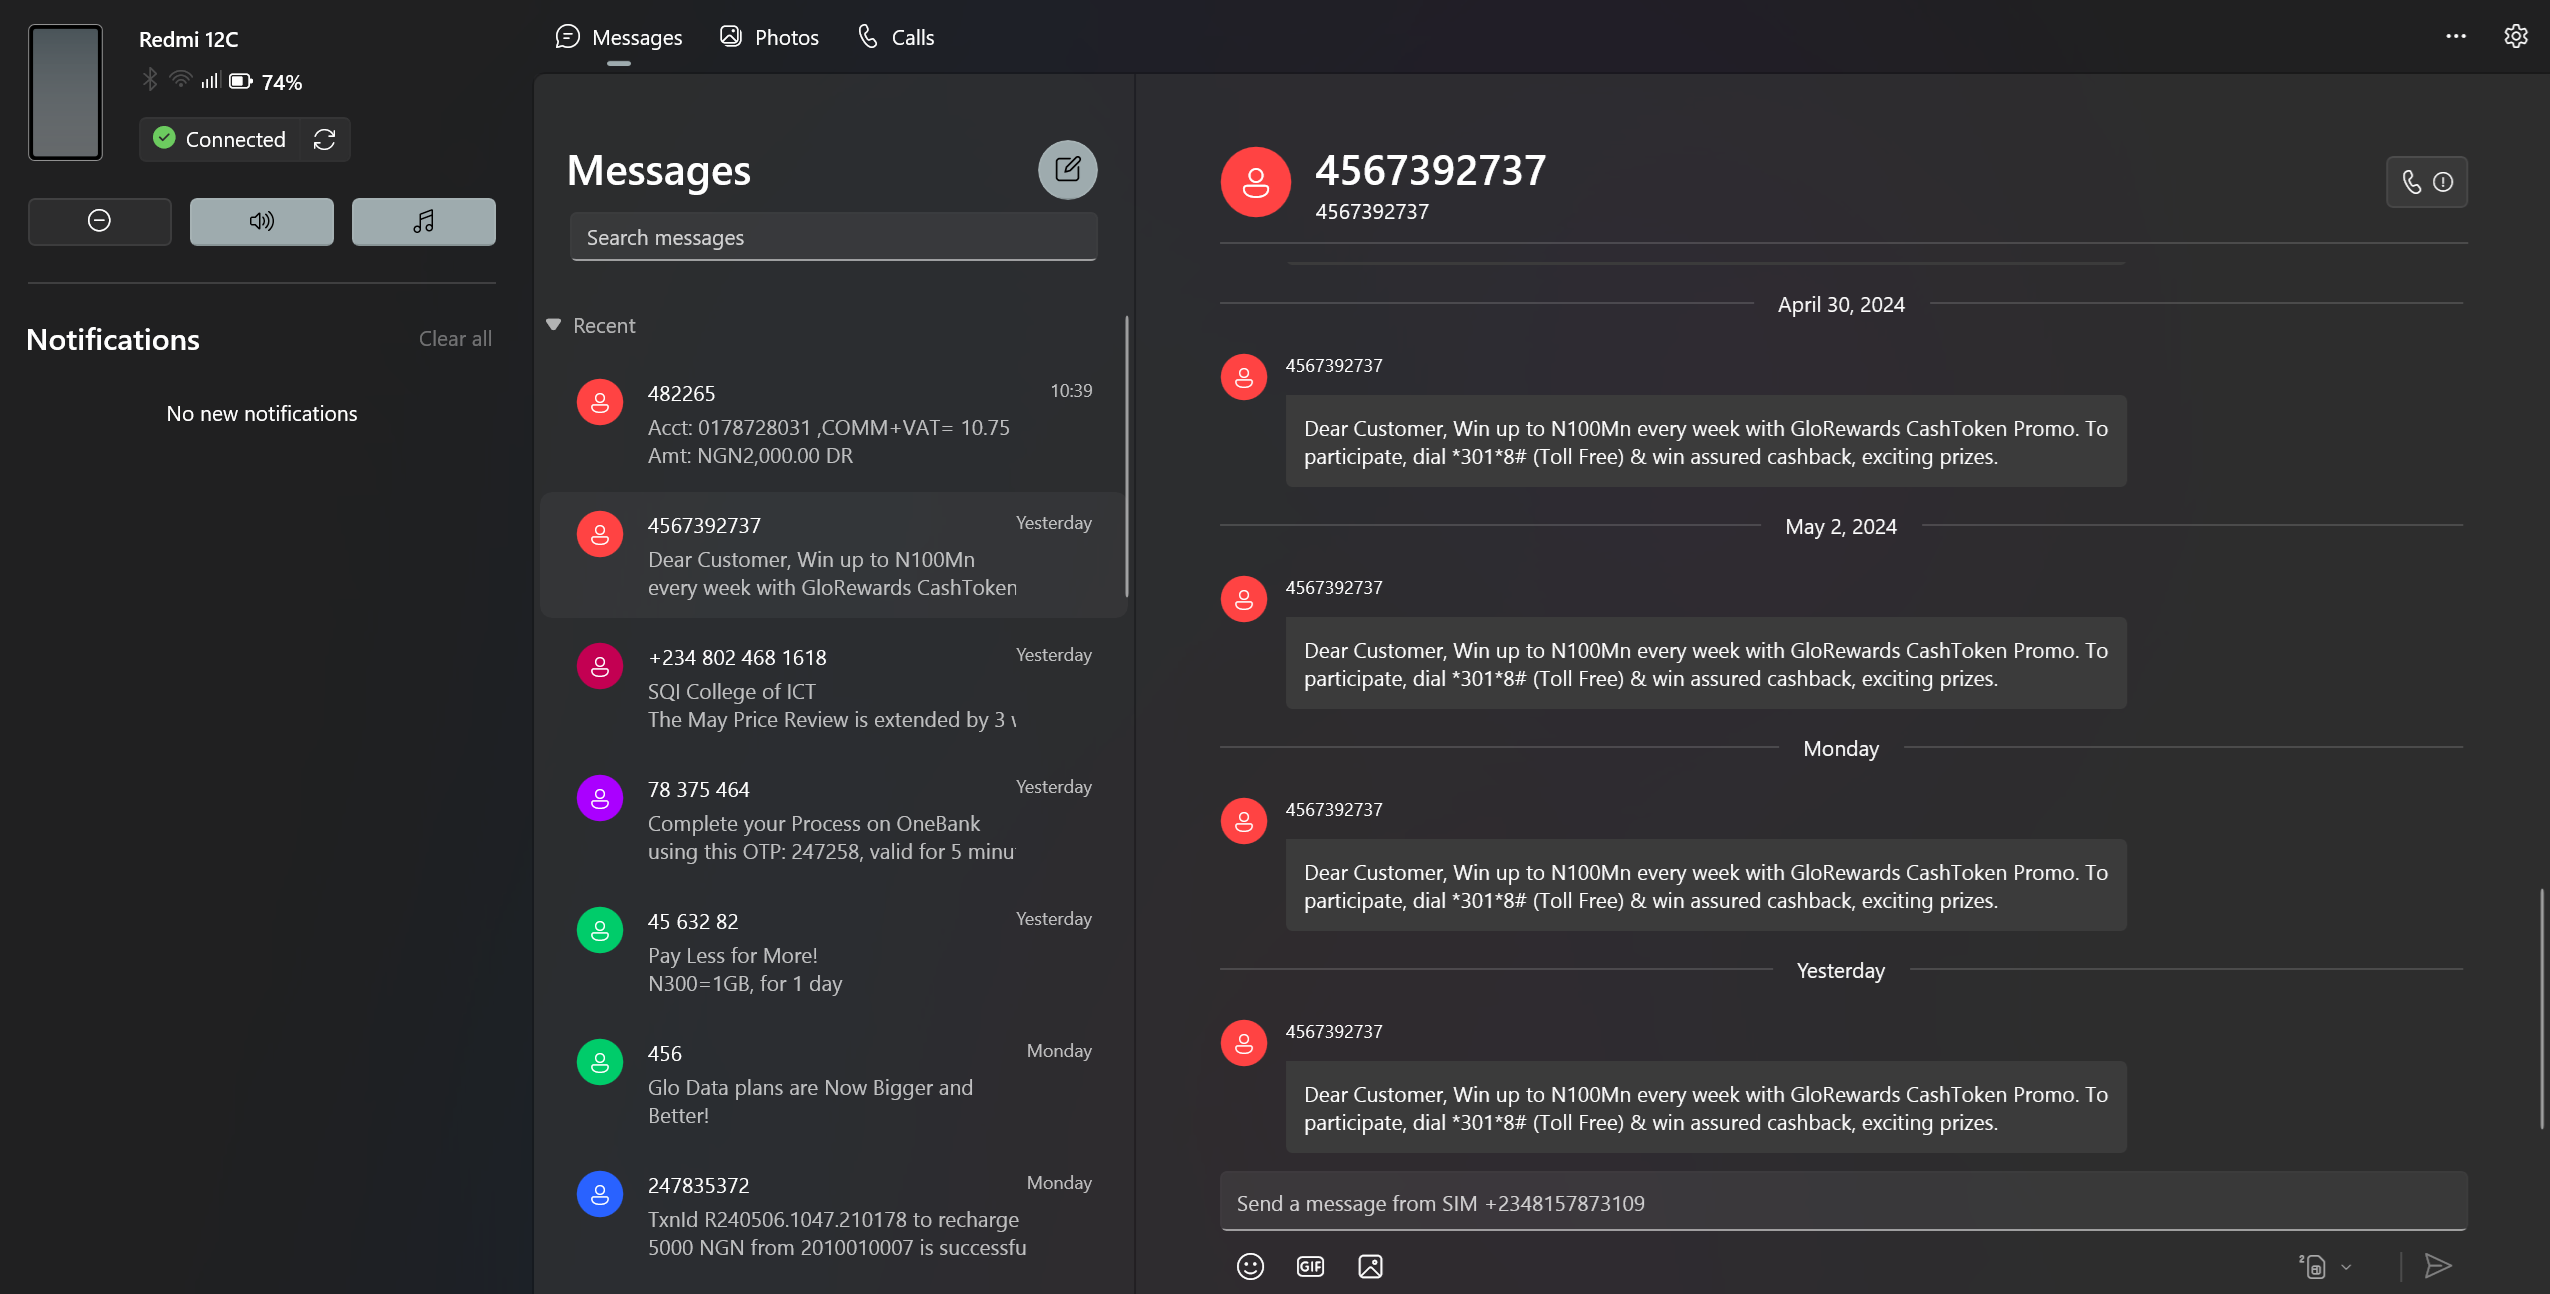 Redmi 12C
74%
Connected
Notifications
Clear all
No new notifications
Messages
Photos
Calls
Messages
Search messages
Recent
482265
10:39
Acct: 0178728031 ,COMM+VAT= 10.75
Amt: NGN2,000.00 DR
4567392737
Yesterday
Dear Customer, Win up to N100Mn
every week with GloRewards CashToken
+234 802 468 1618
Yesterday
SQI College of ICT
The May Price Review is extended by 3
78 375 464
Yesterday
Complete your Process on OneBank
using this OTP: 247258, valid for 5 minu
45 632 82
Yesterday
Pay Less for More!
N300=1GB, for 1 day
456
Monday
Glo Data plans are Now Bigger and
Better!
247835372
Monday
TxnId R240506.1047.210178 to recharge
5000 NGN from 2010010007 is successfu
4567392737
4567392737
April 30, 2024
4567392737
Dear Customer, Win up to N100Mn every week with GloRewards CashToken Promo. To
participate, dial *301*8# (Toll Free) & win assured cashback, exciting prizes.
May 2, 2024
4567392737
Dear Customer, Win up to N100Mn every week with GloRewards CashToken Promo. To
participate, dial *301*8# (Toll Free) & win assured cashback, exciting prizes.
Monday
4567392737
Dear Customer, Win up to N100Mn every week with GloRewards CashToken Promo. To
participate, dial *301*8# (Toll Free) & win assured cashback, exciting prizes.
Yesterday
4567392737
Dear Customer, Win up to N100Mn every week with GloRewards CashToken Promo. To
participate, dial *301*8# (Toll Free) & win assured cashback, exciting prizes.
Send a message from SIM +2348157873109
GIF
2